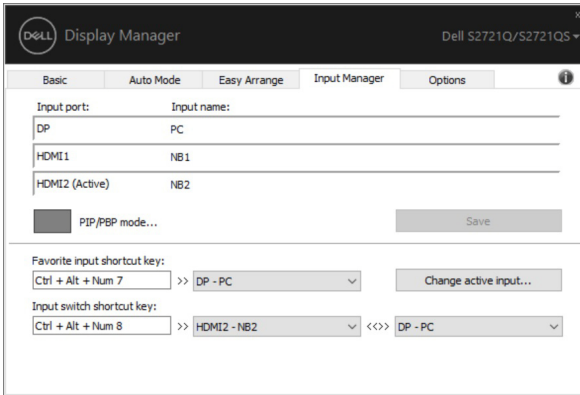 DELL Display Manager
Dell S2721Q/S2721QS
Basic Auto Mode Easy Arrange Input Manager Options
Input port: Input name:
DP PC
HDMI1 NB1
HDMI2 (Active) NB2
PIP/PBP mode... Save
Favorite input shortcut key:
Ctrl + Alt + Num 7 >> DP - PC Change active input...
Input switch shortcut key:
Ctrl + Alt + Num 8 >> HDMI2 - NB2 <<>> DP - PC